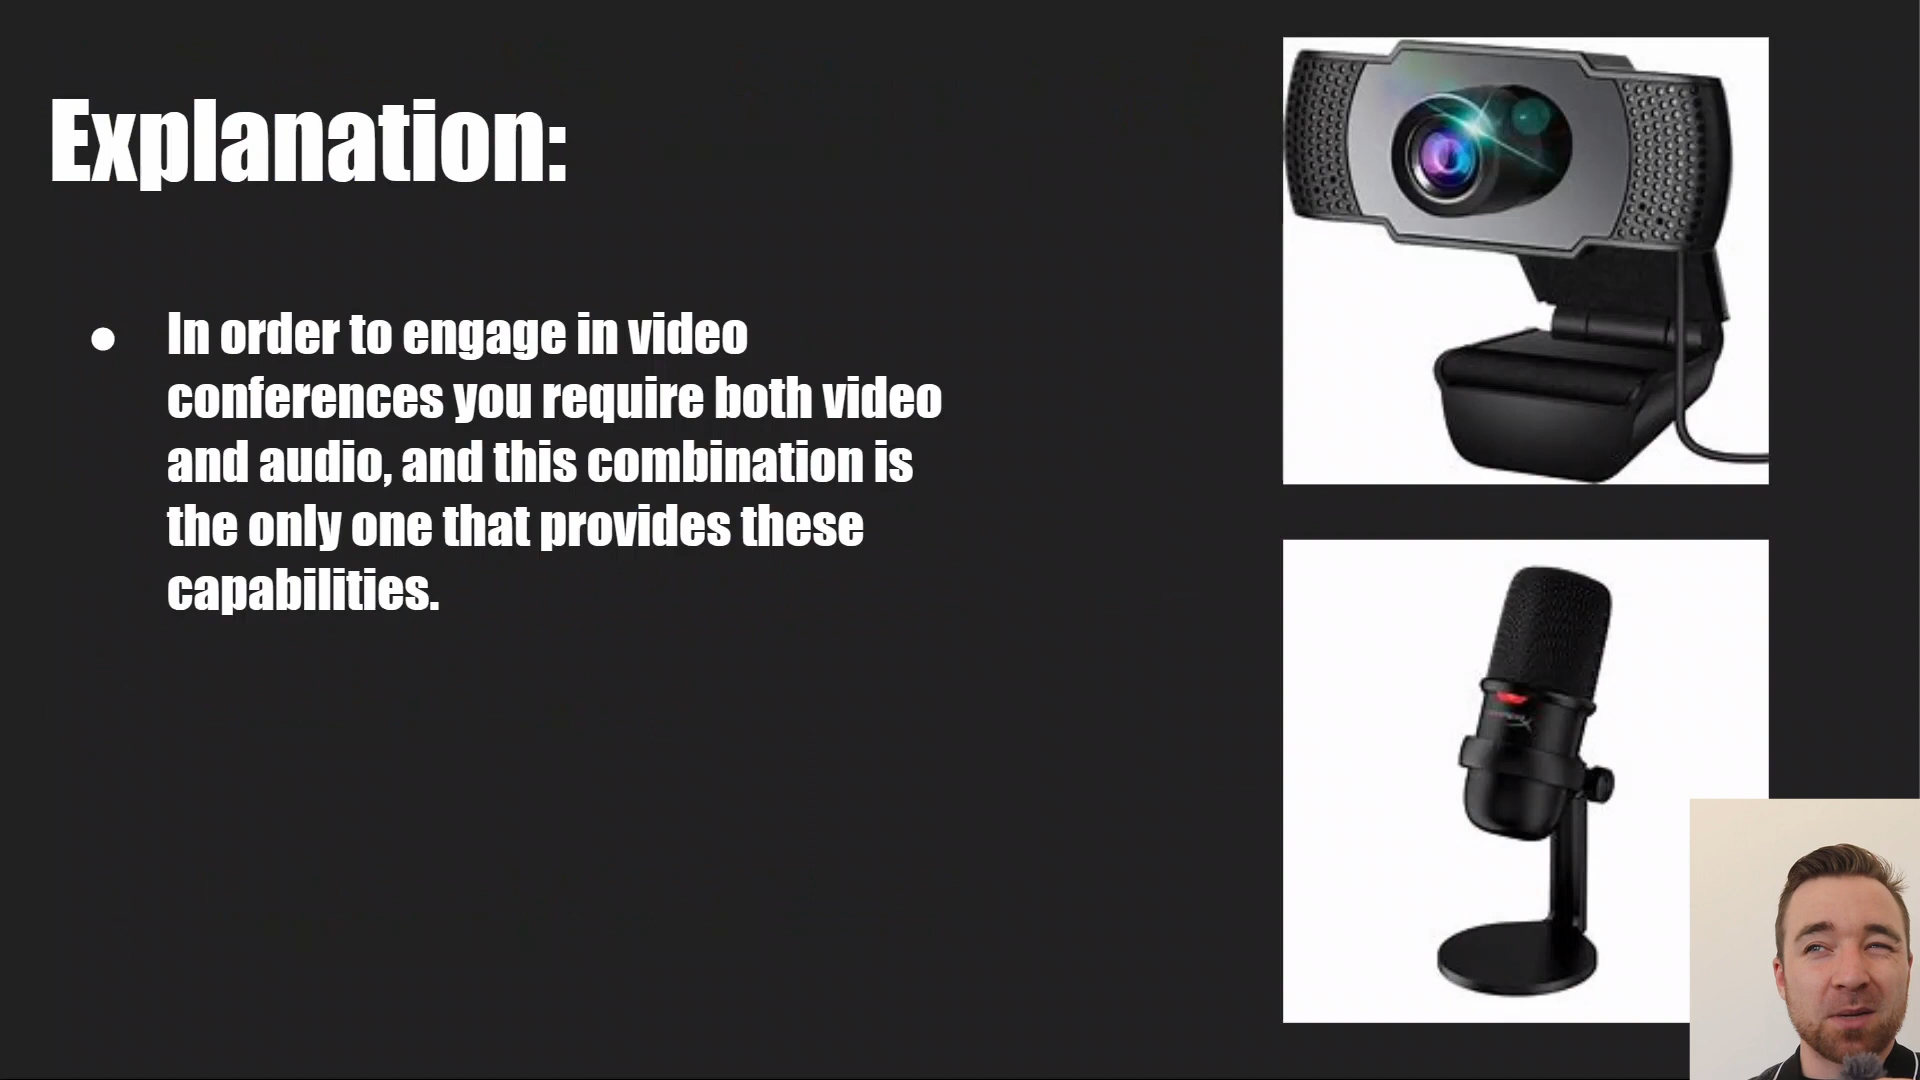 Explanation:
● In order to engage in video
conferences you require both video
and audio, and this combination is
the only one that provides these
capabilities.